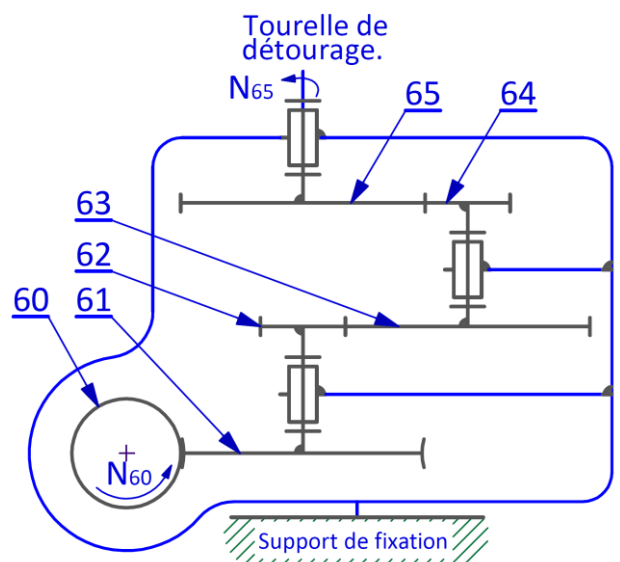 Tourelle de
détourage.
N65
65
64
63
62
60
61
N60
Support de fixation